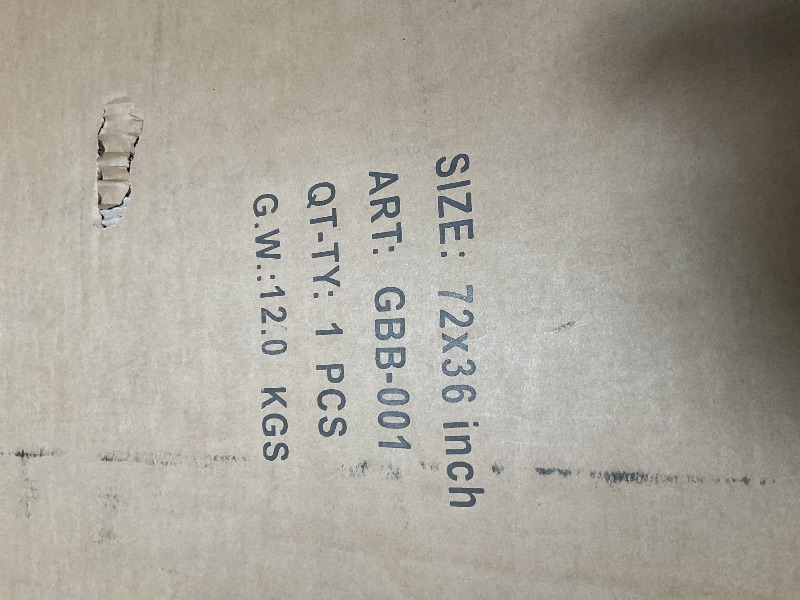 SIZE: 72x36 inch
ART: GBB-001
QT-TY: 1 PCS
G.W.:12.0 KGS